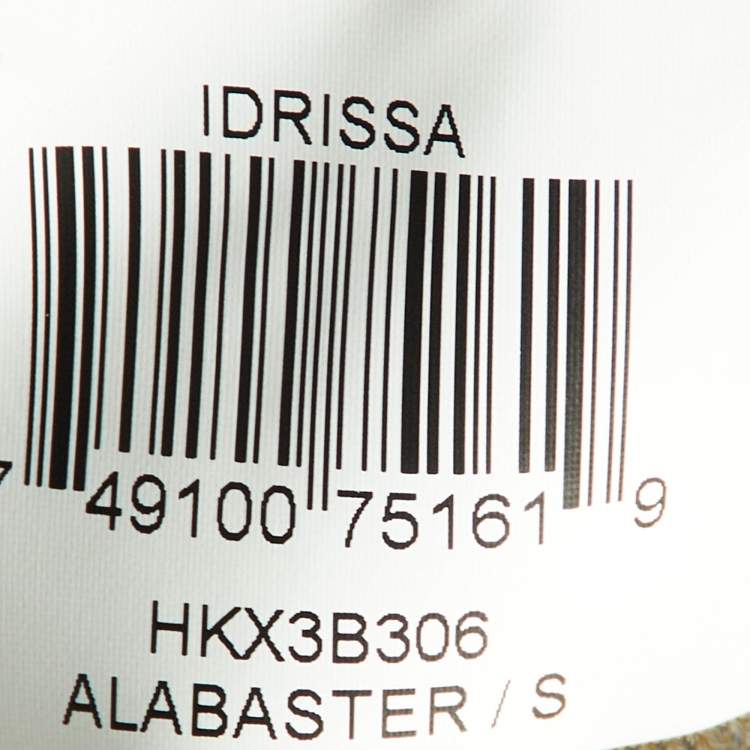 IDRISSA
7 49100 75161 9
HKX3B306
ALABASTER / S